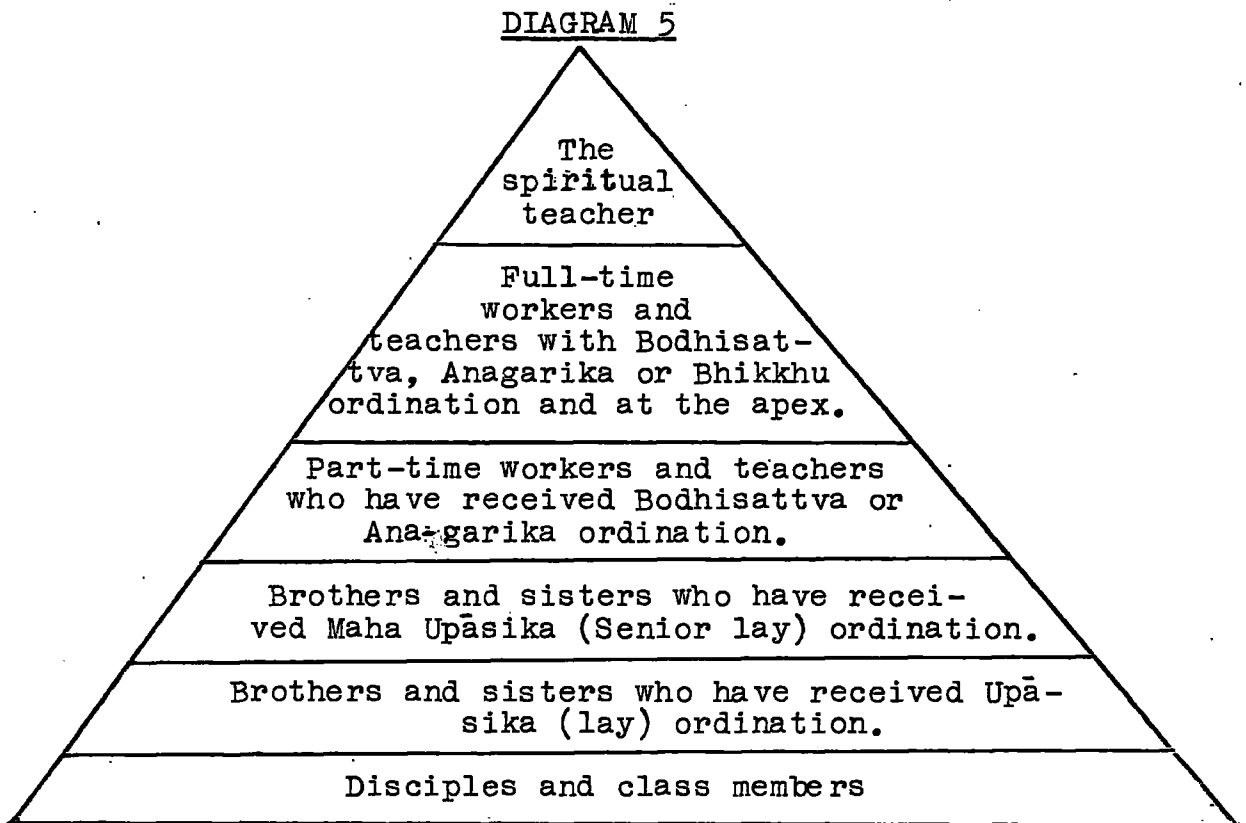 DIAGRAM 5
The
spiritual
teacher
Full-time
workers and
teachers with Bodhisat-
tva, Anagarika or Bhikkhu
ordination and at the apex.
Part-time workers and teachers
who have received Bodhisattva or
Ana-garika ordination.
Brothers and sisters who have recei-
ved Maha Upāsika (Senior lay) ordination.
Brothers and sisters who have received Upā-
sika (lay) ordination.
Disciples and class members